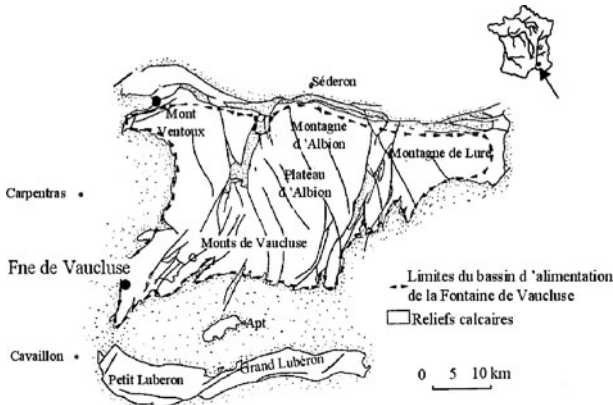 Séderon
Mont
Ventoux
Montagne
d 'Albion
Montagne de Lure
Plateau
d 'Albion
Carpentras
Monts de Vaucluse
Fne de Vaucluse
Limites du bassin d 'alimentation
de la Fontaine de Vaucluse
Reliefs calcaires
Apt
Cavaillon
Grand Lubéron
Petit Luberon
0 5 10 km